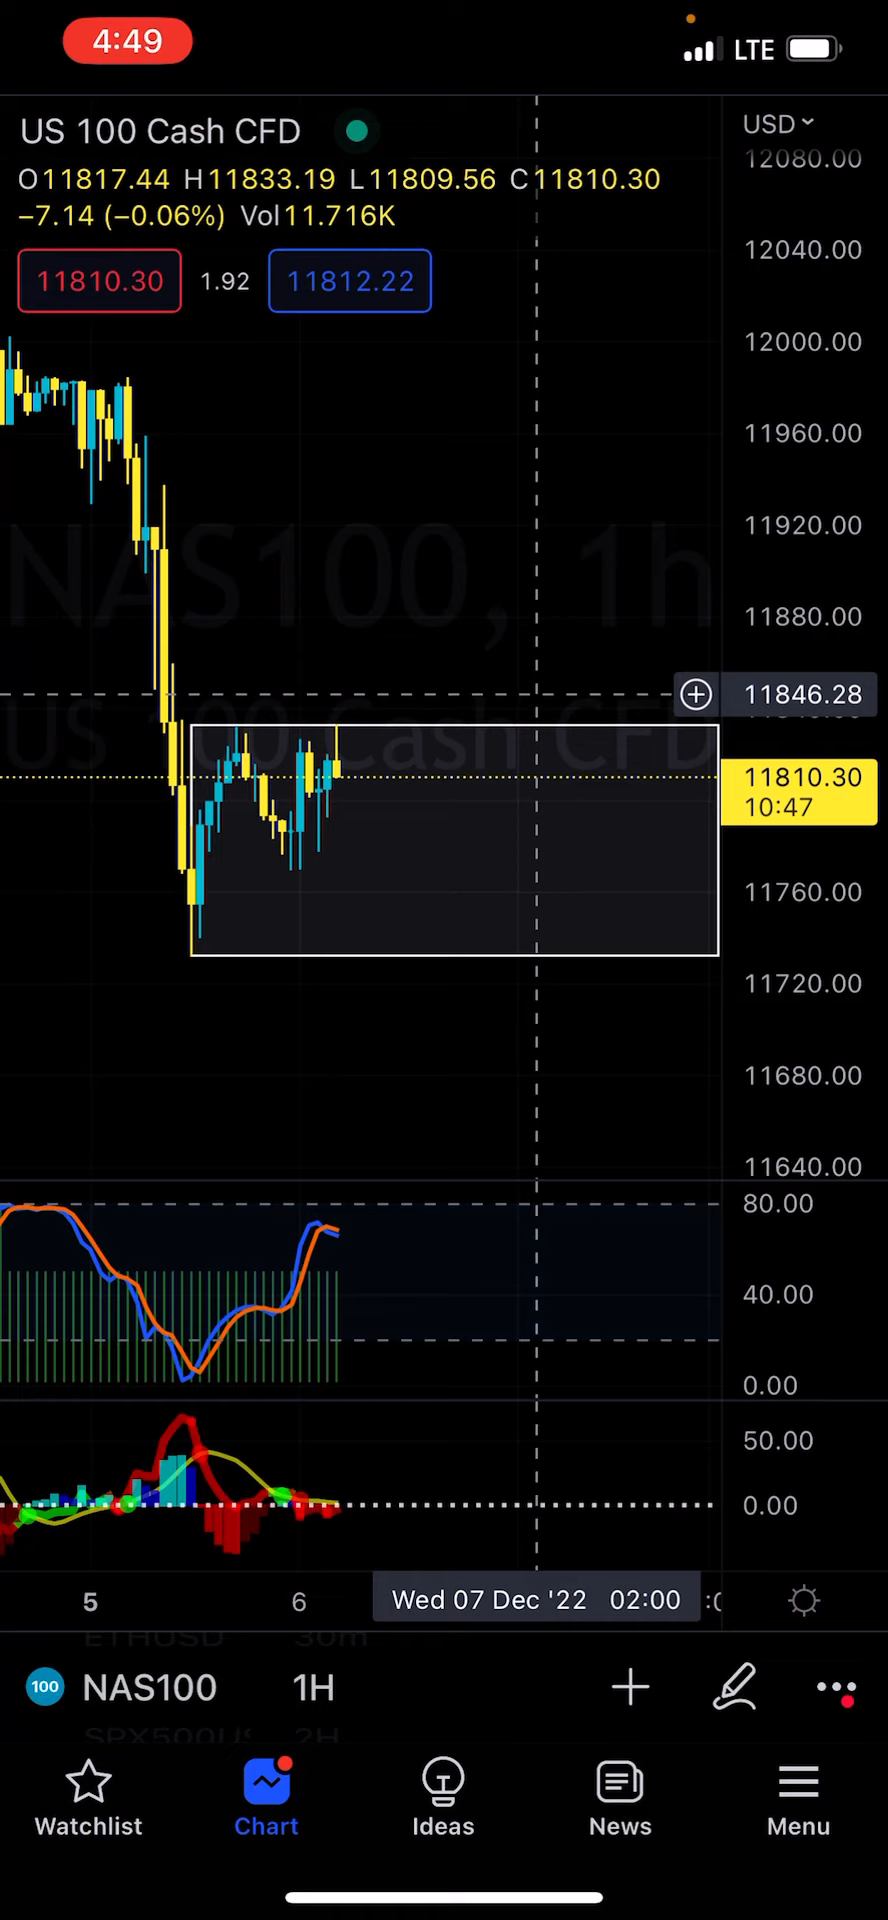 4:49
LTE
US 100 Cash CFD
USD
12080.00
O11817.44 H11833.19 L11809.56 C11810.30
−7.14 (−0.06%) Vol11.716K
12040.00
11810.30 1.92 11812.22
12000.00
11960.00
11920.00
NAS100, 1h
11880.00
11846.28
US 100 Cash CFD
11810.30
10:47
11760.00
11720.00
11680.00
11640.00
80.00
40.00
0.00
50.00
0.00
5 6 Wed 07 Dec '22 02:00
ETHUSD 30m
100 NAS100 1H
2H
Watchlist Chart Ideas News Menu